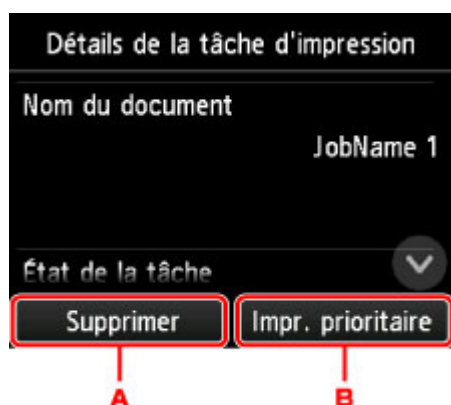 Détails de la tâche d'impression
Nom du document
JobName 1
État de la tâche
Supprimer Impr. prioritaire
A B